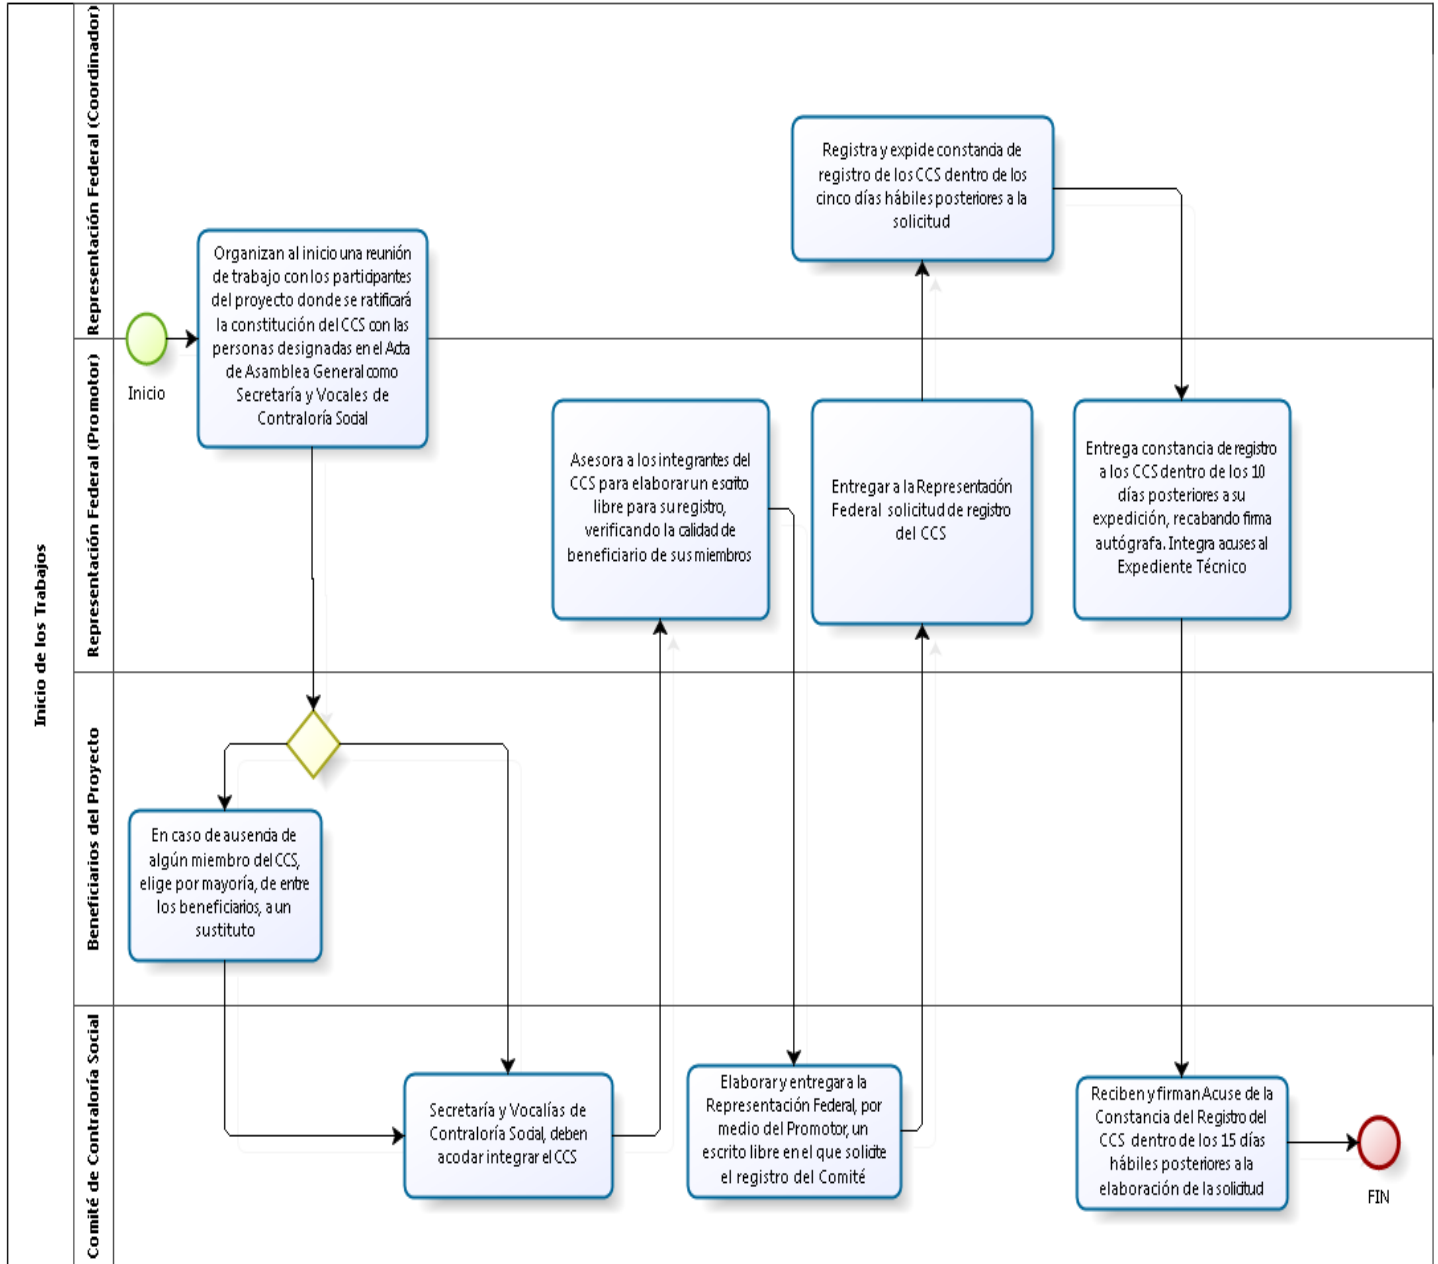 Inicio de los Trabajos
Representación Federal (Coordinador)
Representación Federal (Promotor)
Beneficiarios del Proyecto
Comité de Contraloría Social
Inicio
Organizan al inicio una reunión
de trabajo con los participantes
del proyecto donde se ratificará
la constitución del CCS con las
personas designadas en el Acta
de Asamblea General como
Secretaría y Vocales de
Contraloría Social
Registra y expide constancia de
registro de los CCS dentro de los
cinco días hábiles posteriores a la
solicitud
Asesora a los integrantes del
CCS para elaborar un escrito
libre para su registro,
verificando la calidad de
beneficiario de sus miembros
Entregar a la Representación
Federal solicitud de registro
del CCS
Entrega constancia de registro
a los CCS dentro de los 10
días posteriores a su
expedición, recabando firma
autógrafa. Integra acuses al
Expediente Técnico
En caso de ausencia de
algún miembro del CCS,
elige por mayoría, de entre
los beneficiarios, a un
sustituto
Secretaría y Vocalías de
Contraloría Social, deben
acodar integrar el CCS
Elaborar y entregar a la
Representación Federal, por
medio del Promotor, un
escrito libre en el que solicite
el registro del Comité
Reciben y firman Acuse de la
Constancia del Registro del
CCS dentro de los 15 días
hábiles posteriores a la
elaboración de la solicitud
FIN